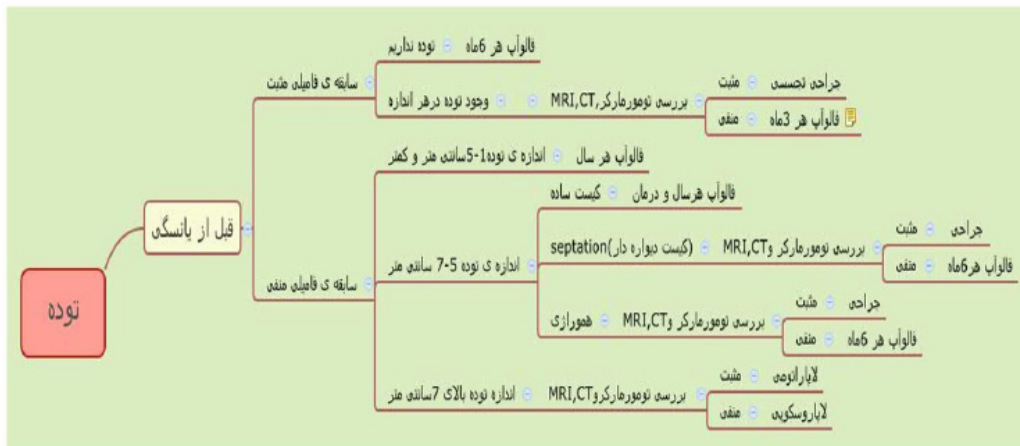 توده
قبل از یائسگی
سابقه ی فامیلی مثبت
توده نداریم
فالوآپ هر 6ماه
وجود توده درهر اندازه
بررسی تومورمارکر,MRI,CT
مثبت
جراحی تجسسی
منفی
فالوآپ هر 3ماه
سابقه ی فامیلی منفی
اندازه ی توده1-5سانتی متر و کمتر
فالوآپ هر سال
اندازه ی توده 5-7 سانتی متر
کیست ساده
فالوآپ هرسال و درمان
septation(کیست دیواره دار)
بررسی تومورمارکر وMRI,CT
مثبت
جراحی
منفی
فالوآپ هر6ماه
هموراژی
بررسی تومورمارکر وMRI,CT
مثبت
جراحی
منفی
فالوآپ هر 6ماه
اندازه توده بالای 7سانتی متر
بررسی تومورمارکروMRI,CT
مثبت
لاپاراتومی
منفی
لاپاروسکوپی